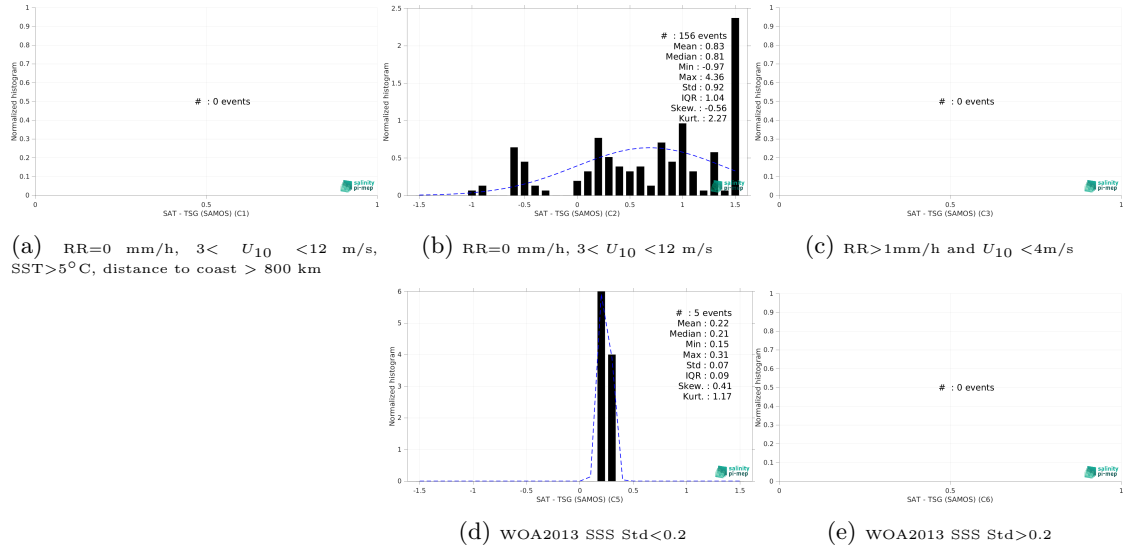 Normalized histogram
1
0.9
0.8
0.7
0.6
0.5
0.4
0.3
0.2
0.1
0
# : 0 events
salinity
pi-mep
0
0.5
1
SAT - TSG (SAMOS) (C1)
(a) RR=0 mm/h, 3< U10 <12 m/s,
SST>5°C, distance to coast > 800 km
Normalized histogram
2.5
2
1.5
1
0.5
0
# : 156 events
Mean : 0.83
Median : 0.81
Min : -0.97
Max : 4.36
Std : 0.92
IQR : 1.04
Skew. : -0.56
Kurt. : 2.27
salinity
pi-mep
-1.5
-1
-0.5
0
0.5
1
1.5
SAT - TSG (SAMOS) (C2)
(b) RR=0 mm/h, 3< U10 <12 m/s
Normalized histogram
1
0.9
0.8
0.7
0.6
0.5
0.4
0.3
0.2
0.1
0
# : 0 events
salinity
pi-mep
0
0.5
1
SAT - TSG (SAMOS) (C3)
(c) RR>1mm/h and U10 <4m/s
Normalized histogram
6
5
4
3
2
1
0
# : 5 events
Mean : 0.22
Median : 0.21
Min : 0.15
Max : 0.31
Std : 0.07
IQR : 0.09
Skew. : 0.41
Kurt. : 1.17
salinity
pi-mep
-1.5
-1
-0.5
0
0.5
1
1.5
SAT - TSG (SAMOS) (C5)
(d) WOA2013 SSS Std<0.2
Normalized histogram
1
0.9
0.8
0.7
0.6
0.5
0.4
0.3
0.2
0.1
0
# : 0 events
salinity
pi-mep
0
0.5
1
SAT - TSG (SAMOS) (C6)
(e) WOA2013 SSS Std>0.2